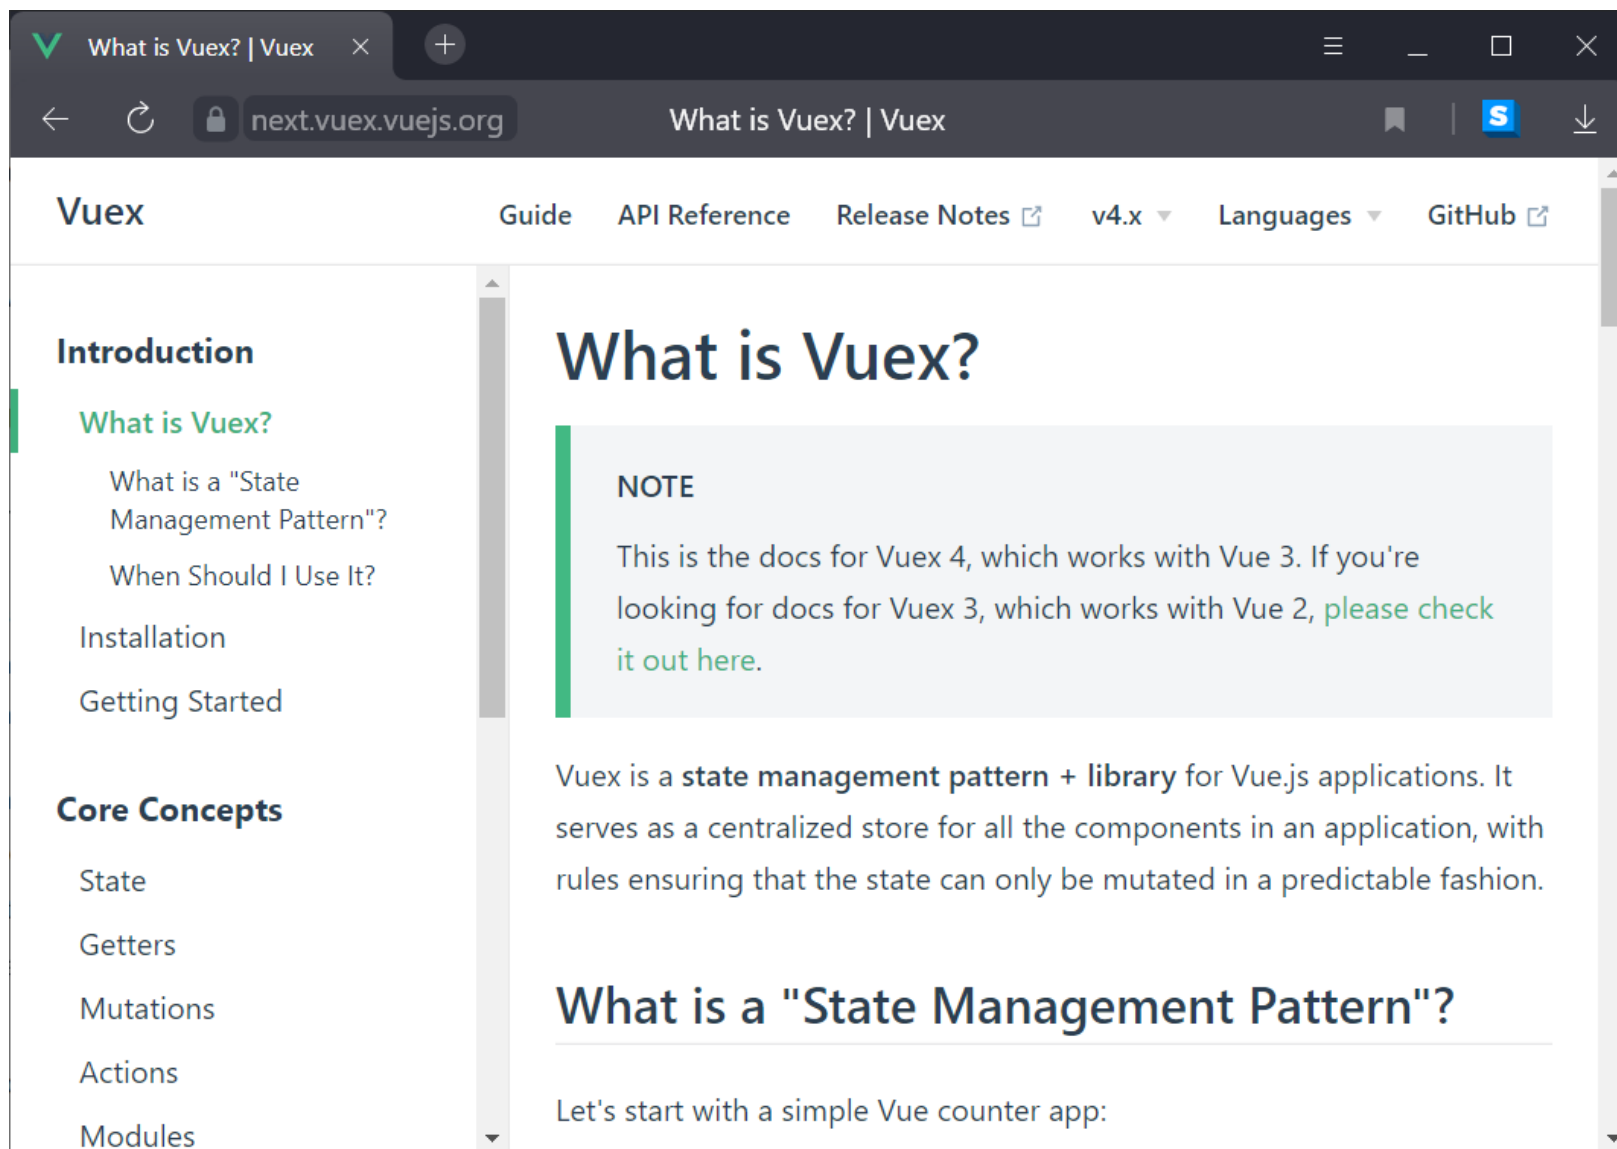 What is Vuex? | Vuex
next.vuex.vuejs.org
What is Vuex? | Vuex
S
Vuex
Guide
API Reference
Release Notes
v4.x
Languages
GitHub
Introduction
What is Vuex?
What is a "State
Management Pattern"?
When Should I Use It?
Installation
Getting Started
Core Concepts
State
Getters
Mutations
Actions
Modules
What is Vuex?
NOTE
This is the docs for Vuex 4, which works with Vue 3. If you're
looking for docs for Vuex 3, which works with Vue 2, please check
it out here.
Vuex is a state management pattern + library for Vue.js applications. It
serves as a centralized store for all the components in an application, with
rules ensuring that the state can only be mutated in a predictable fashion.
What is a "State Management Pattern"?
Let's start with a simple Vue counter app: